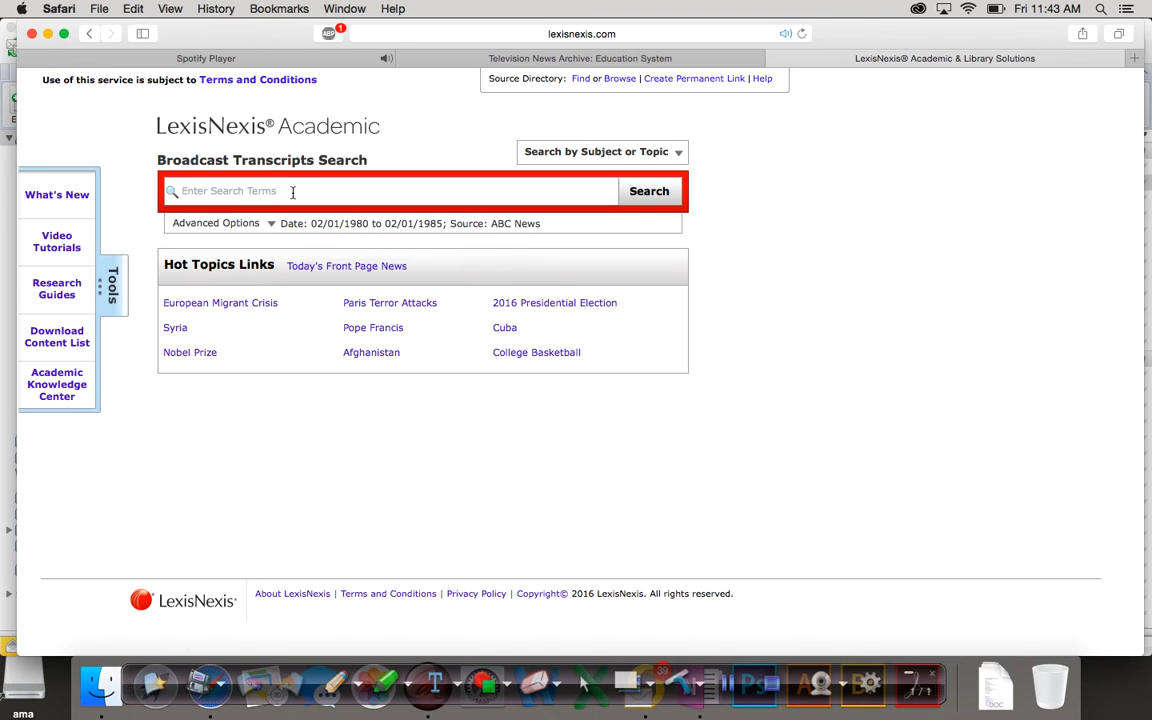 Safari File Edit View History Bookmarks Window Help Fri 11:43 AM
ABP 1 lexisnexis.com
Spotify Player Television News Archive: Education System LexisNexis® Academic & Library Solutions
Use of this service is subject to Terms and Conditions Source Directory: Find or Browse | Create Permanent Link | Help
LexisNexis® Academic
Broadcast Transcripts Search Search by Subject or Topic
Enter Search Terms Search
Advanced Options Date: 02/01/1980 to 02/01/1985; Source: ABC News
What's New
Video
Tutorials
Research
Guides
Download
Content List
Academic
Knowledge
Center
Tools
Hot Topics Links Today's Front Page News
European Migrant Crisis Paris Terror Attacks 2016 Presidential Election
Syria Pope Francis Cuba
Nobel Prize Afghanistan College Basketball
LexisNexis® About LexisNexis | Terms and Conditions | Privacy Policy | Copyright© 2016 LexisNexis. All rights reserved.
39
T Ps
DOC
ama